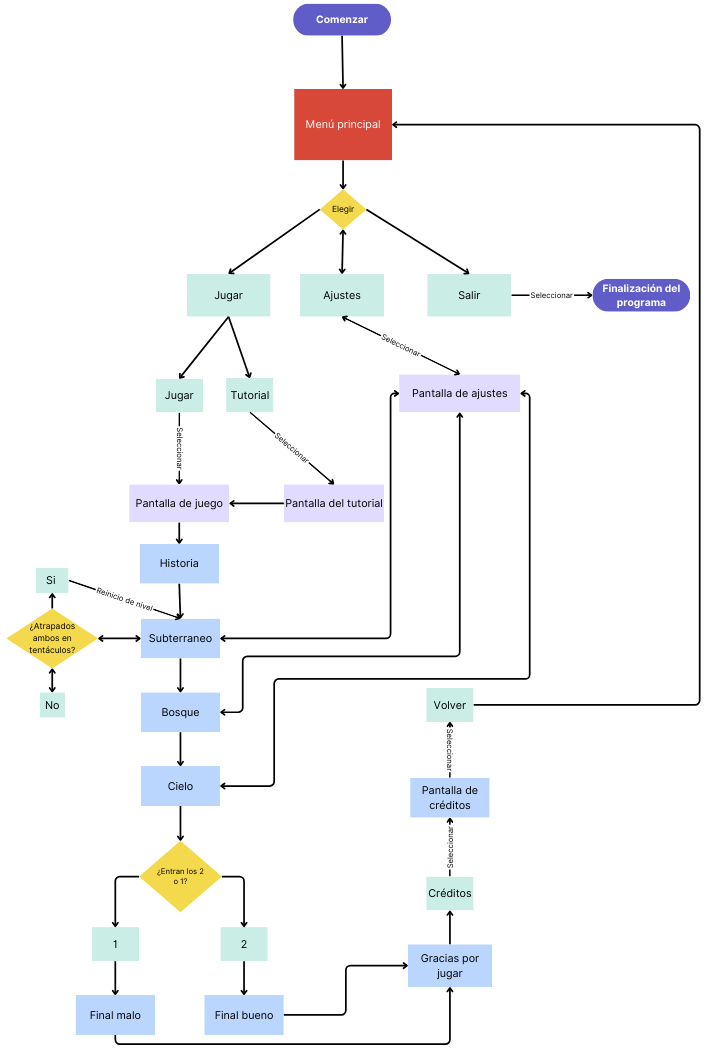 Comenzar
Menú principal
Elegir
Jugar
Ajustes
Salir
Seleccionar
Finalización del
programa
Seleccionar
Jugar
Tutorial
Pantalla de ajustes
Seleccionar
Seleccionar
Pantalla de juego
Pantalla del tutorial
Historia
Si
Reinicio de nivel
¿Atrapados
ambos en
tentáculos?
Subterraneo
No
Bosque
Volver
Seleccionar
Cielo
Pantalla de
créditos
Seleccionar
¿Entran los 2
o 1?
Créditos
1
2
Gracias por
jugar
Final malo
Final bueno